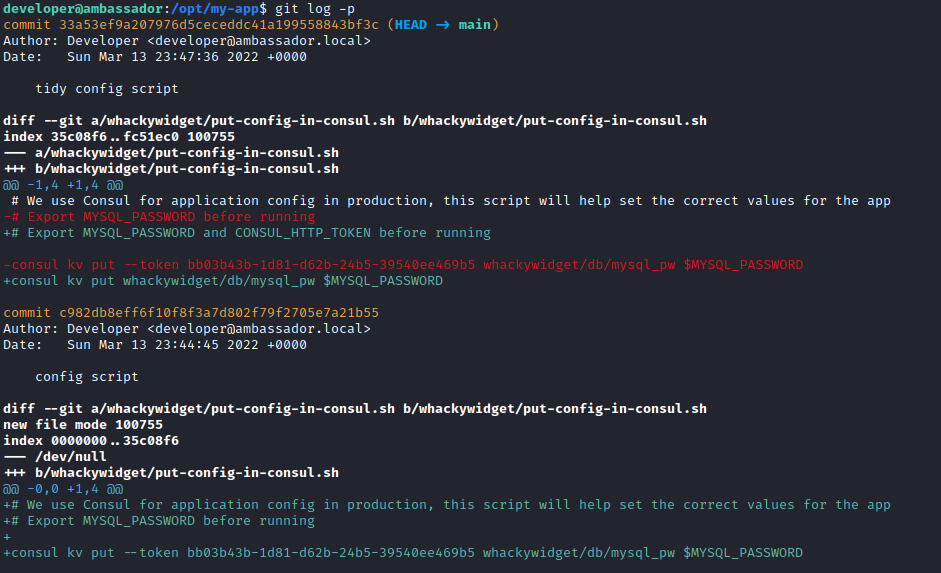 developer@ambassador:/opt/my-app$ git log -p
commit 33a53ef9a207976d5ceceddc41a199558843bf3c (HEAD → main)
Author: Developer <developer@ambassador.local>
Date:   Sun Mar 13 23:47:36 2022 +0000

    tidy config script

diff --git a/whackywidget/put-config-in-consul.sh b/whackywidget/put-config-in-consul.sh
index 35c08f6..fc51ec0 100755
--- a/whackywidget/put-config-in-consul.sh
+++ b/whackywidget/put-config-in-consul.sh
@@ -1,4 +1,4 @@
 # We use Consul for application config in production, this script will help set the correct values for the app
-# Export MYSQL_PASSWORD before running
+# Export MYSQL_PASSWORD and CONSUL_HTTP_TOKEN before running

-consul kv put --token bb03b43b-1d81-d62b-24b5-39540ee469b5 whackywidget/db/mysql_pw $MYSQL_PASSWORD
+consul kv put whackywidget/db/mysql_pw $MYSQL_PASSWORD

commit c982db8eff6f10f8f3a7d802f79f2705e7a21b55
Author: Developer <developer@ambassador.local>
Date:   Sun Mar 13 23:44:45 2022 +0000

    config script

diff --git a/whackywidget/put-config-in-consul.sh b/whackywidget/put-config-in-consul.sh
new file mode 100755
index 0000000..35c08f6
--- /dev/null
+++ b/whackywidget/put-config-in-consul.sh
@@ -0,0 +1,4 @@
+# We use Consul for application config in production, this script will help set the correct values for the app
+# Export MYSQL_PASSWORD before running
+
+consul kv put --token bb03b43b-1d81-d62b-24b5-39540ee469b5 whackywidget/db/mysql_pw $MYSQL_PASSWORD